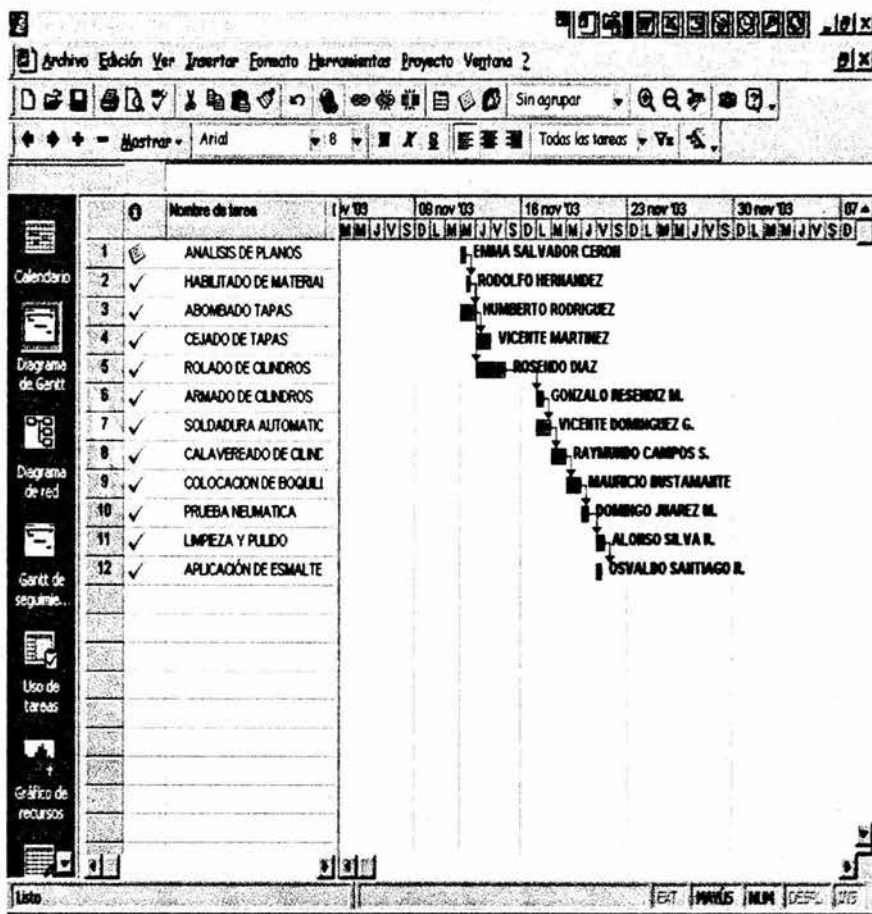 Archivo Edición Ver Insertar Formato Herramientas Proyecto Ventana ?
Sin agrupar
Mostrar Arial 8 N X S Todas las tareas
Nombre de tarea
v '03 09 nov '03 16 nov '03 23 nov '03 30 nov '03 07
M M J V S D L M M J V S D L M M J V S D L M M J V S D L M M J V S D
1 ANALISIS DE PLANOS EMMA SALVADOR CERON
2 HABILITADO DE MATERIAL RODOLFO HERNANDEZ
3 ABOMBADO TAPAS HUMBERTO RODRIGUEZ
4 CEJADO DE TAPAS VICENTE MARTINEZ
5 ROLADO DE CILINDROS ROSENDO DIAZ
6 ARMADO DE CILINDROS GONZALO RESENDIZ M.
7 SOLDADURA AUTOMATIC VICENTE DOMINGUEZ G.
8 CALAVEREADO DE CILINC RAYMUNDO CAMPOS S.
9 COLOCACION DE BOQUILL MAURICIO BUSTAMANTE
10 PRUEBA NEUMATICA DOMINGO JUAREZ M.
11 LIMPIEZA Y PULIDO ALONSO SILVA R.
12 APLICACIÓN DE ESMALTE OSVALDO SANTIAGO R.
Calendario
Diagrama
de Gantt
Diagrama
de red
Gantt de
seguimie...
Uso de
tareas
Gráfico de
recursos
Listo EXT MAYÚS NUM DESPL INS